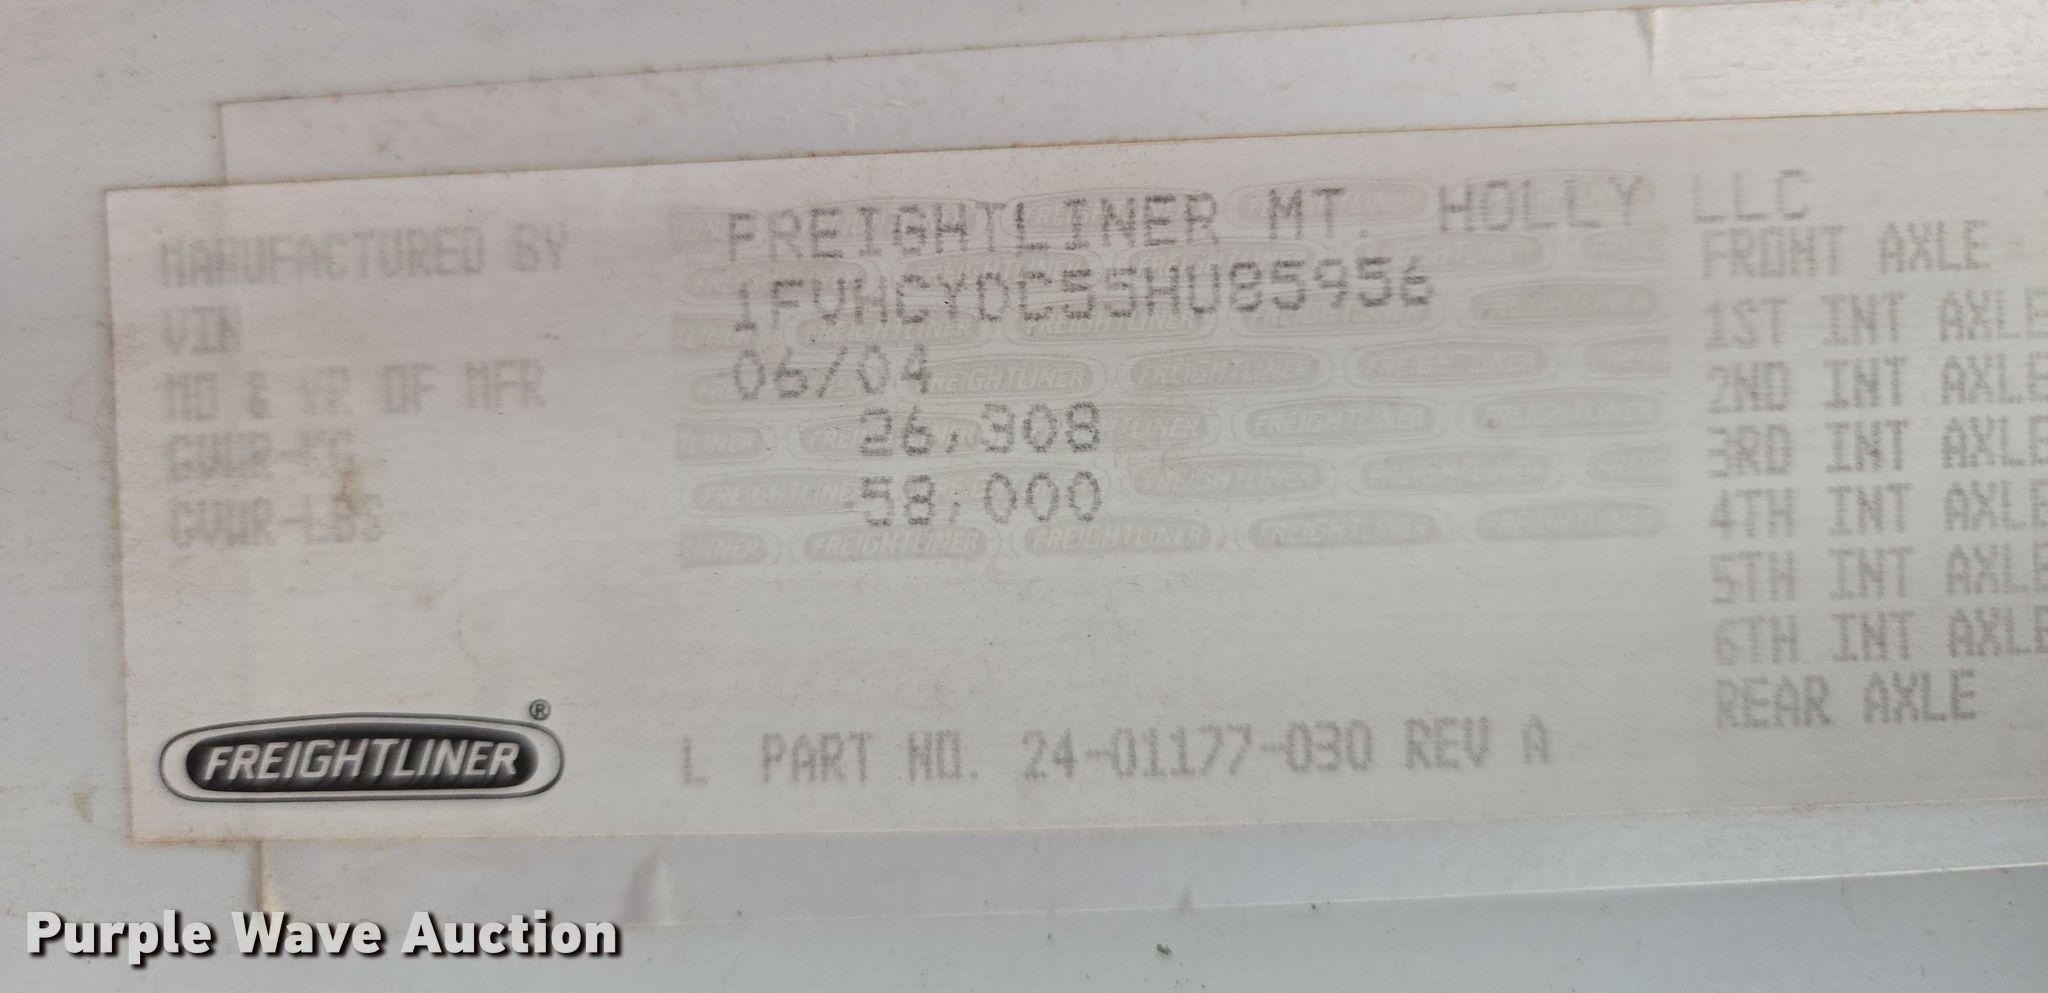 MANUFACTURED BY FREIGHTLINER MT. HOLLY LLC
VIN 1FVHCYDC55HU85956
MO & YR OF MFR 06/04
GVWR-KG 26,308
GVWR-LBS 58,000
FRONT AXLE
1ST INT AXLE
2ND INT AXLE
3RD INT AXLE
4TH INT AXLE
5TH INT AXLE
6TH INT AXLE
REAR AXLE
FREIGHTLINER®
L PART NO. 24-01177-030 REV A
Purple Wave Auction